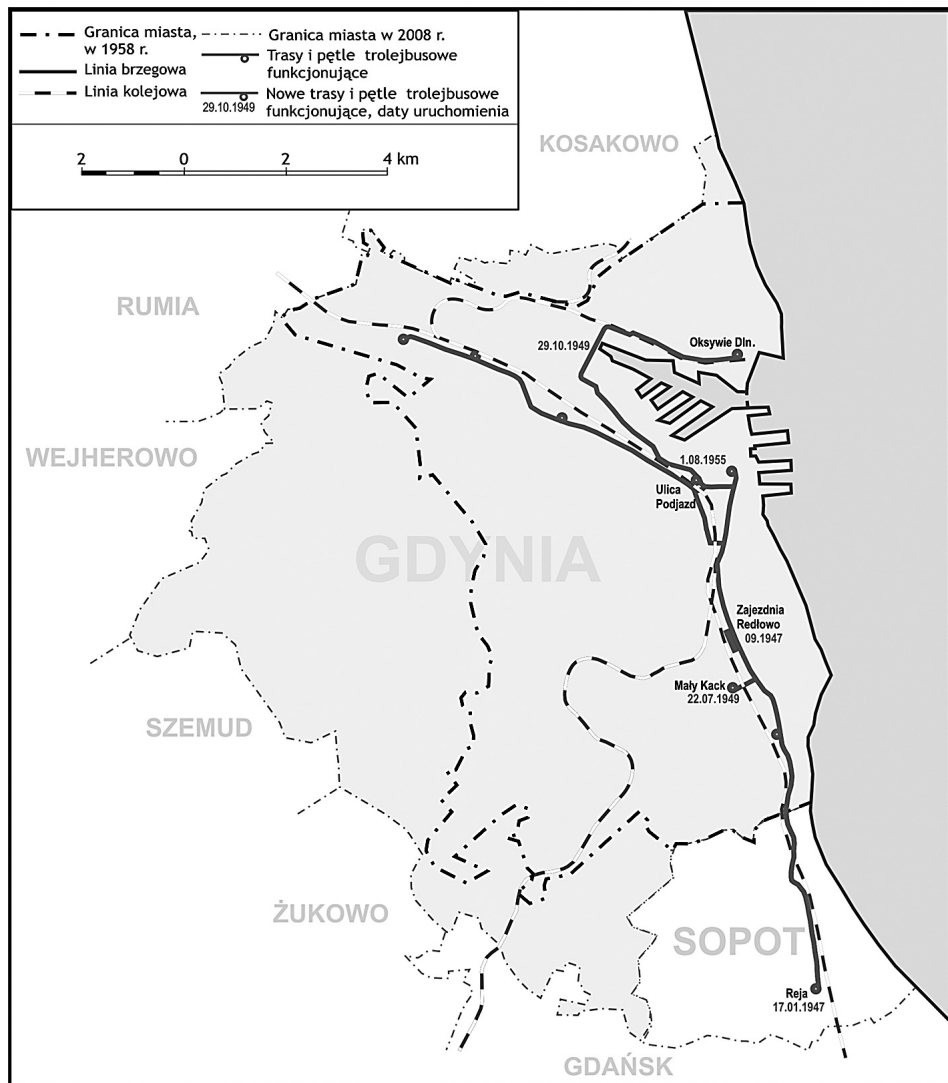 Granica miasta,
w 1958 r.
Linia brzegowa
Linia kolejowa
Granica miasta w 2008 r.
Trasy i pętle trolejbusowe
funkcjonujące
29.10.1949
Nowe trasy i pętle trolejbusowe
funkcjonujące, daty uruchomienia
2 0 2 4 km
KOSAKOWO
RUMIA
29.10.1949
Oksywie Dln.
WEJHEROWO
1.08.1955
Ulica
Podjazd
GDYNIA
Zajezdnia
Redłowo
09.1947
Mały Kack
22.07.1949
SZEMUD
ŻUKOWO
SOPOT
Reja
17.01.1947
GDAŃSK